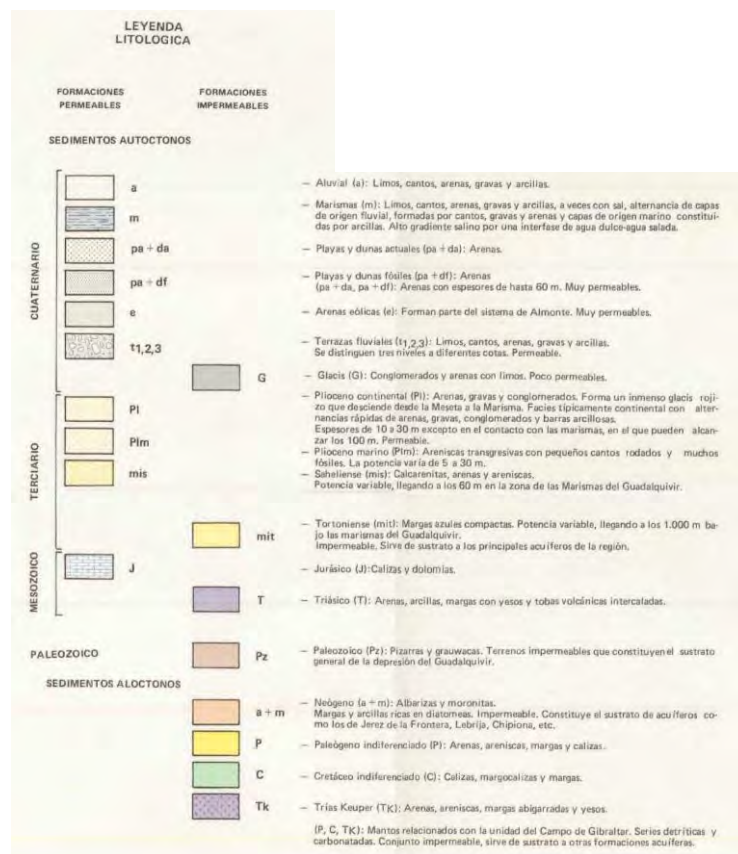 LEYENDA
LITOLOGICA
FORMACIONES
PERMEABLES
FORMACIONES
IMPERMEABLES
SEDIMENTOS AUTOCTONOS
CUATERNARIO
a
— Aluvial (a): Limos, cantos, arenas, gravas y arcillas.
m
— Marismas (m): Limos, cantos, arenas, gravas y arcillas, a veces con sal, alternancia de capas
de origen fluvial, formadas por cantos, gravas y arenas y capas de origen marino constituí-
das por arcillas. Alto gradiente salino por una interfase de agua dulce-agua salada.
pa + da
— Playas y dunas actuales (pa + da): Arenas.
pa + df
— Playas y dunas fósiles (pa + df): Arenas
(pa + da, pa + df): Arenas con espesores de hasta 60 m. Muy permeables.
e
— Arenas eólicas (e): Forman parte del sistema de Almonte. Muy permeables.
t1,2,3
— Terrazas fluviales (t1,2,3): Limos, cantos, arenas, gravas y arcillas.
Se distinguen tres niveles a diferentes cotas. Permeable.
G
— Glacis (G): Conglomerados y arenas con limos. Poco permeables.
TERCIARIO
Pl
— Plioceno continental (Pl): Arenas, gravas y conglomerados. Forma un inmenso glacis roji-
zo que desciende desde la Meseta a la Marisma. Facies típicamente continental con alter-
nancias rápidas de arenas, gravas, conglomerados y barras arcillosas.
Espesores de 10 a 30 m excepto en el contacto con las marismas, en el que pueden alcan-
zar los 100 m. Permeable.
Plm
— Plioceno marino (Plm): Areniscas transgresivas con pequeños cantos rodados y muchos
fósiles. La potencia varía de 5 a 30 m.
mis
— Saheliense (mis): Calcarenitas, arenas y areniscas.
Potencia variable, llegando a los 60 m en la zona de las Marismas del Guadalquivir.
mit
— Tortoniense (mit): Margas azules compactas. Potencia variable, llegando a los 1.000 m ba-
jo las marismas del Guadalquivir.
Impermeable. Sirve de sustrato a los principales acuíferos de la región.
MESOZOICO
J
— Jurásico (J):Calizas y dolomías.
T
— Triásico (T): Arenas, arcillas, margas con yesos y tobas volcánicas intercaladas.
PALEOZOICO
Pz
— Paleozoico (Pz): Pizarras y grauwacas. Terrenos impermeables que constituyen el sustrato
general de la depresión del Guadalquivir.
SEDIMENTOS ALOCTONOS
a + m
— Neógeno (a + m): Albarizas y moronitas.
Margas y arcillas ricas en diatomeas. Impermeable. Constituye el sustrato de acuíferos co-
mo los de Jerez de la Frontera, Lebrija, Chipiona, etc.
P
— Paleógeno indiferenciado (P): Arenas, areniscas, margas y calizas.
C
— Cretáceo indiferenciado (C): Calizas, margocalizas y margas.
Tk
— Trías Keuper (TK): Arenas, areniscas, margas abigarradas y yesos.
(P, C, TK): Mantos relacionados con la unidad del Campo de Gibraltar. Series detríticas y
carbonatadas. Conjunto impermeable, sirve de sustrato a otras formaciones acuíferas.